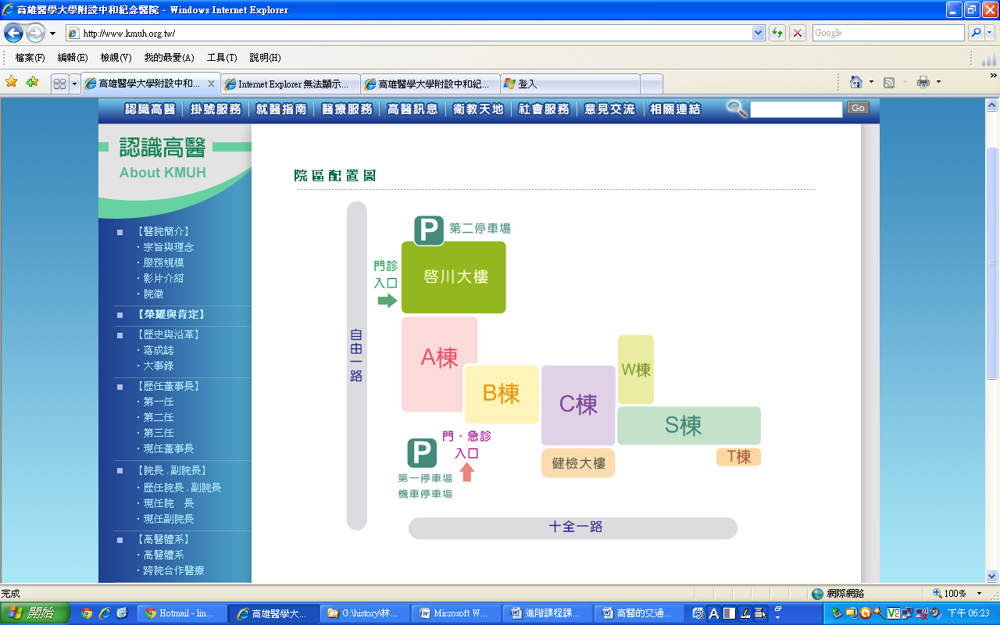 高雄醫學大學附設中和紀念醫院 - Windows Internet Explorer
http://www.kmuh.org.tw/
Google
檔案(F) 編輯(E) 檢視(V) 我的最愛(A) 工具(T) 說明(H)
高雄醫學大學附設中和... Internet Explorer 無法顯示... 高雄醫學大學附設中和紀... 登入
認識高醫 掛號服務 就醫指南 醫療服務 高醫訊息 衛教天地 社會服務 意見交流 相關連結 Go
認識高醫
About KMUH
【醫院簡介】
・宗旨與理念
・服務規模
・影片介紹
・院徽
【榮耀與肯定】
【歷史與沿革】
・落成誌
・大事錄
【歷任董事長】
・第一任
・第二任
・第三任
・現任董事長
【院長．副院長】
・歷任院長．副院長
・現任院　長
・現任副院長
【高醫體系】
・高醫體系
・跨院合作醫療
院區配置圖
P 第二停車場
門診
入口
啓川大樓
自由一路
A棟
B棟
C棟
W棟
S棟
T棟
健檢大樓
門、急診
入口
P
第一停車場
機車停車場
十全一路
完成
網際網路
100%
開始
Hotmail - lin...
高雄醫學大...
G:\history\林...
Microsoft W...
進階課程課...
高醫的交通...
下午 06:23